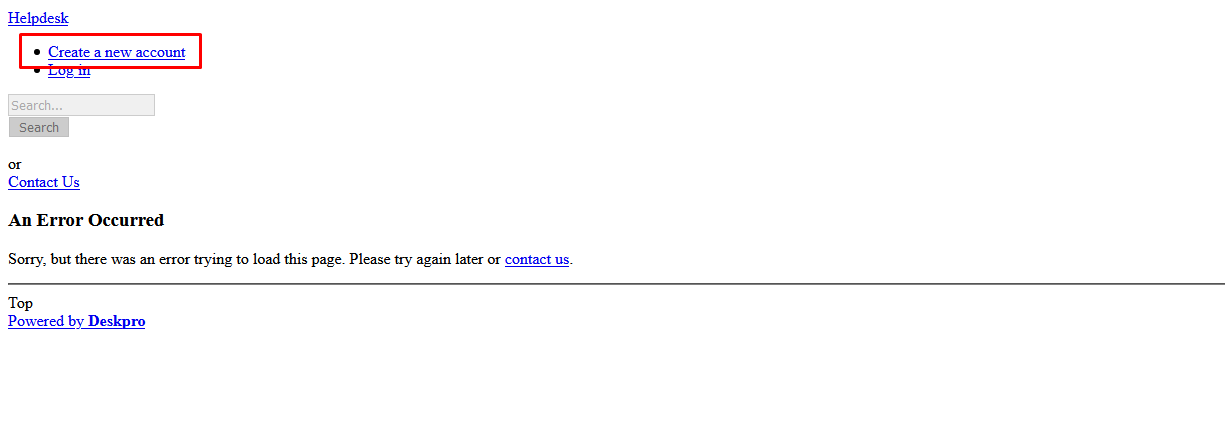 Helpdesk
Create a new account
Log in
Search...
Search
or
Contact Us
An Error Occurred
Sorry, but there was an error trying to load this page. Please try again later or contact us.
Top
Powered by Deskpro